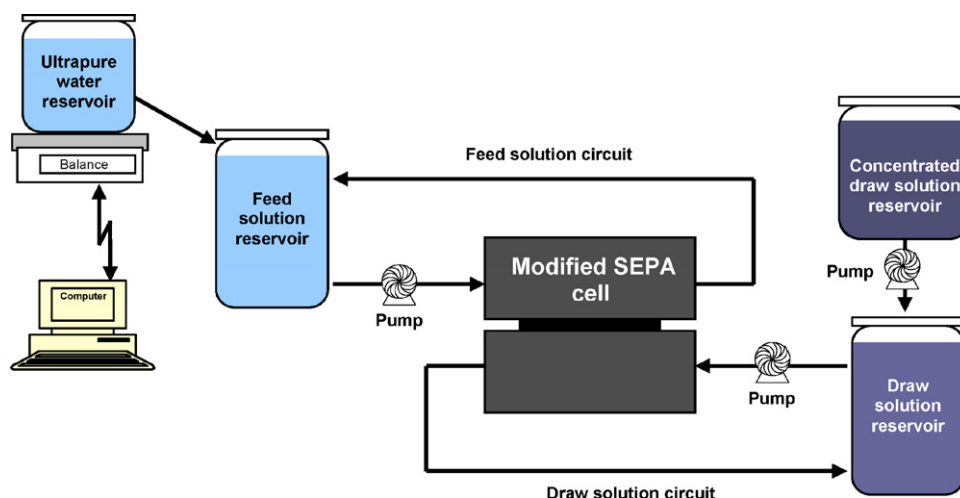 Ultrapure
water
reservoir
Balance
Computer
Feed
solution
reservoir
Pump
Feed solution circuit
Modified SEPA
cell
Concentrated
draw solution
reservoir
Pump
Pump
Draw
solution
reservoir
Draw solution circuit